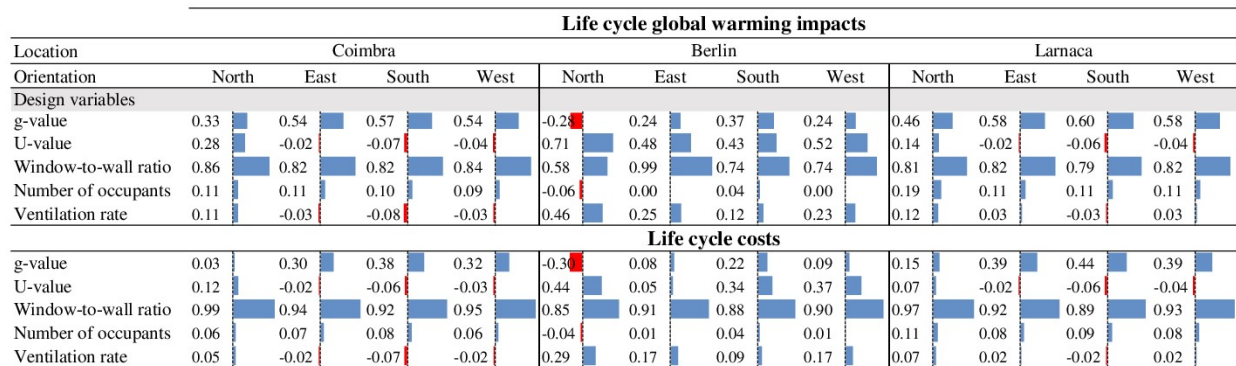 Life cycle global warming impacts
Location Coimbra Berlin Larnaca
Orientation North East South West North East South West North East South West
Design variables
g-value 0.33 0.54 0.57 0.54 -0.28 0.24 0.37 0.24 0.46 0.58 0.60 0.58
U-value 0.28 -0.02 -0.07 -0.04 0.71 0.48 0.43 0.52 0.14 -0.02 -0.06 -0.04
Window-to-wall ratio 0.86 0.82 0.82 0.84 0.58 0.99 0.74 0.74 0.81 0.82 0.79 0.82
Number of occupants 0.11 0.11 0.10 0.09 -0.06 0.00 0.04 0.00 0.19 0.11 0.11 0.11
Ventilation rate 0.11 -0.03 -0.08 -0.03 0.46 0.25 0.12 0.23 0.12 0.03 -0.03 0.03
Life cycle costs
g-value 0.03 0.30 0.38 0.32 -0.30 0.08 0.22 0.09 0.15 0.39 0.44 0.39
U-value 0.12 -0.02 -0.06 -0.03 0.44 0.05 0.34 0.37 0.07 -0.02 -0.06 -0.04
Window-to-wall ratio 0.99 0.94 0.92 0.95 0.85 0.91 0.88 0.90 0.97 0.92 0.89 0.93
Number of occupants 0.06 0.07 0.08 0.06 -0.04 0.01 0.04 0.01 0.11 0.08 0.09 0.08
Ventilation rate 0.05 -0.02 -0.07 -0.02 0.29 0.17 0.09 0.17 0.07 0.02 -0.02 0.02